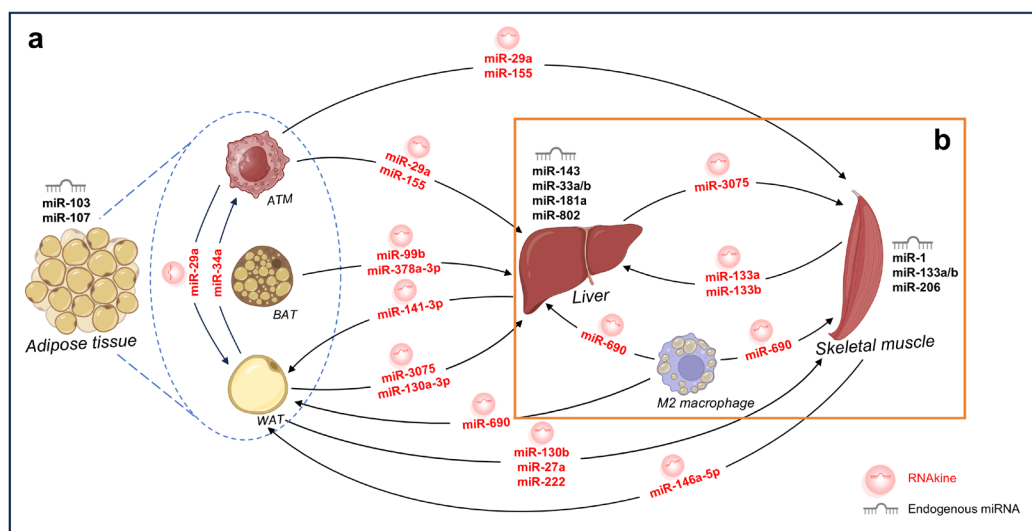 a
miR-29a
miR-155
b
miR-103
miR-107
Adipose tissue
ATM
miR-29a
miR-34a
BAT
WAT
miR-29a
miR-155
miR-99b
miR-378a-3p
miR-141-3p
miR-3075
miR-130a-3p
miR-690
miR-130b
miR-27a
miR-222
miR-146a-5p
miR-143
miR-33a/b
miR-181a
miR-802
Liver
miR-3075
miR-133a
miR-133b
miR-690
miR-690
M2 macrophage
miR-1
miR-133a/b
miR-206
Skeletal muscle
RNAkine
Endogenous miRNA